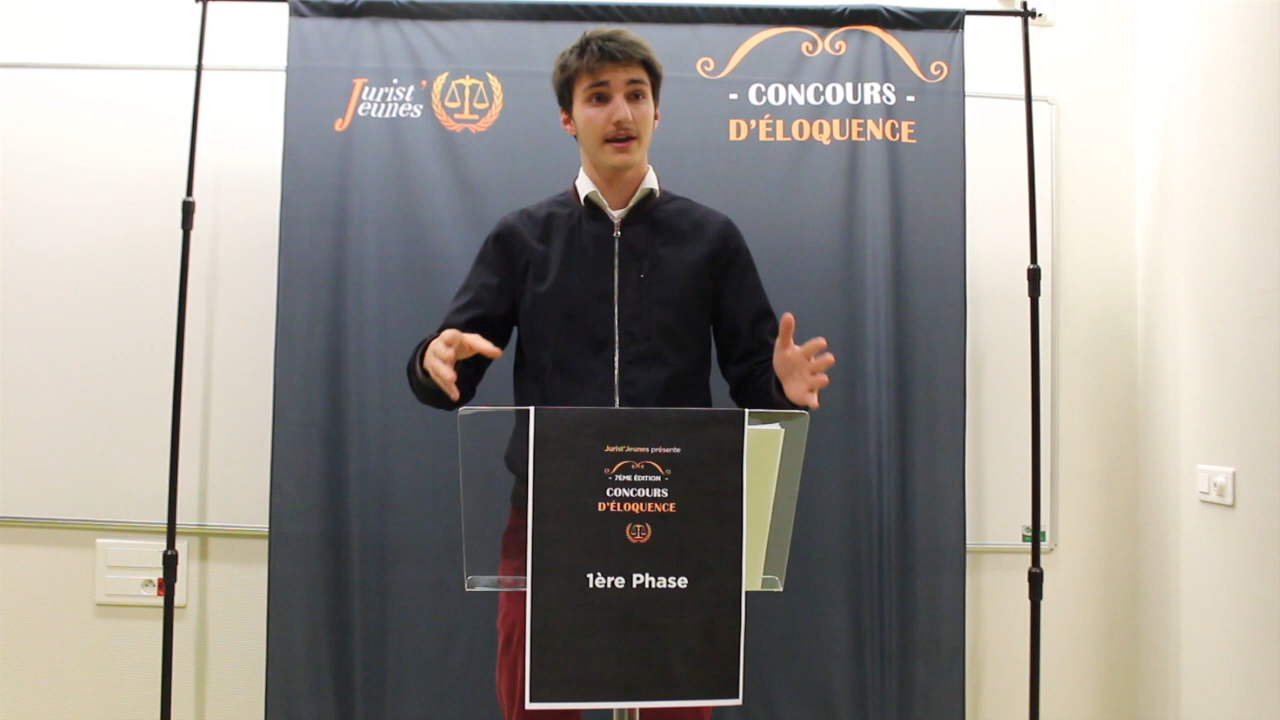 Jurist'
Jeunes
- CONCOURS -
D'ÉLOQUENCE
Jurist'Jeunes présente
- 7ÈME ÉDITION -
CONCOURS
D'ÉLOQUENCE
1ère Phase